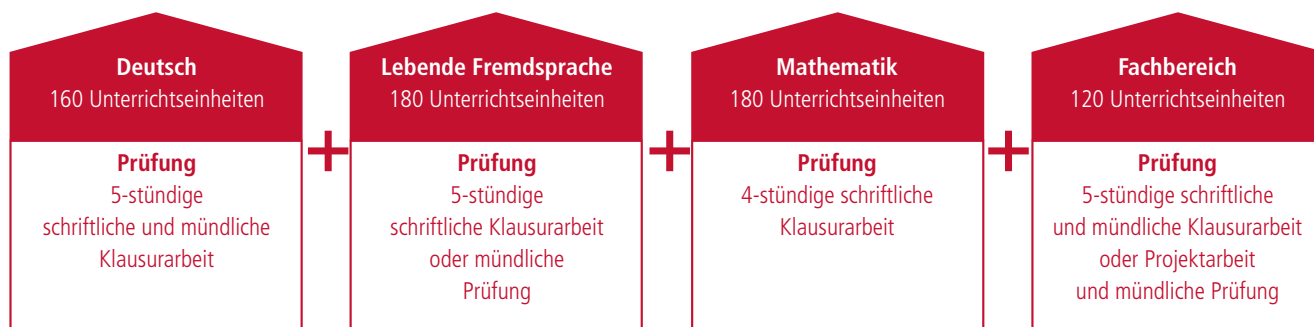 Deutsch
160 Unterrichtseinheiten
Prüfung
5-stündige
schriftliche und mündliche
Klausurarbeit
+
Lebende Fremdsprache
180 Unterrichtseinheiten
Prüfung
5-stündige
schriftliche Klausurarbeit
oder mündliche
Prüfung
+
Mathematik
180 Unterrichtseinheiten
Prüfung
4-stündige schriftliche
Klausurarbeit
+
Fachbereich
120 Unterrichtseinheiten
Prüfung
5-stündige schriftliche
und mündliche Klausurarbeit
oder Projektarbeit
und mündliche Prüfung